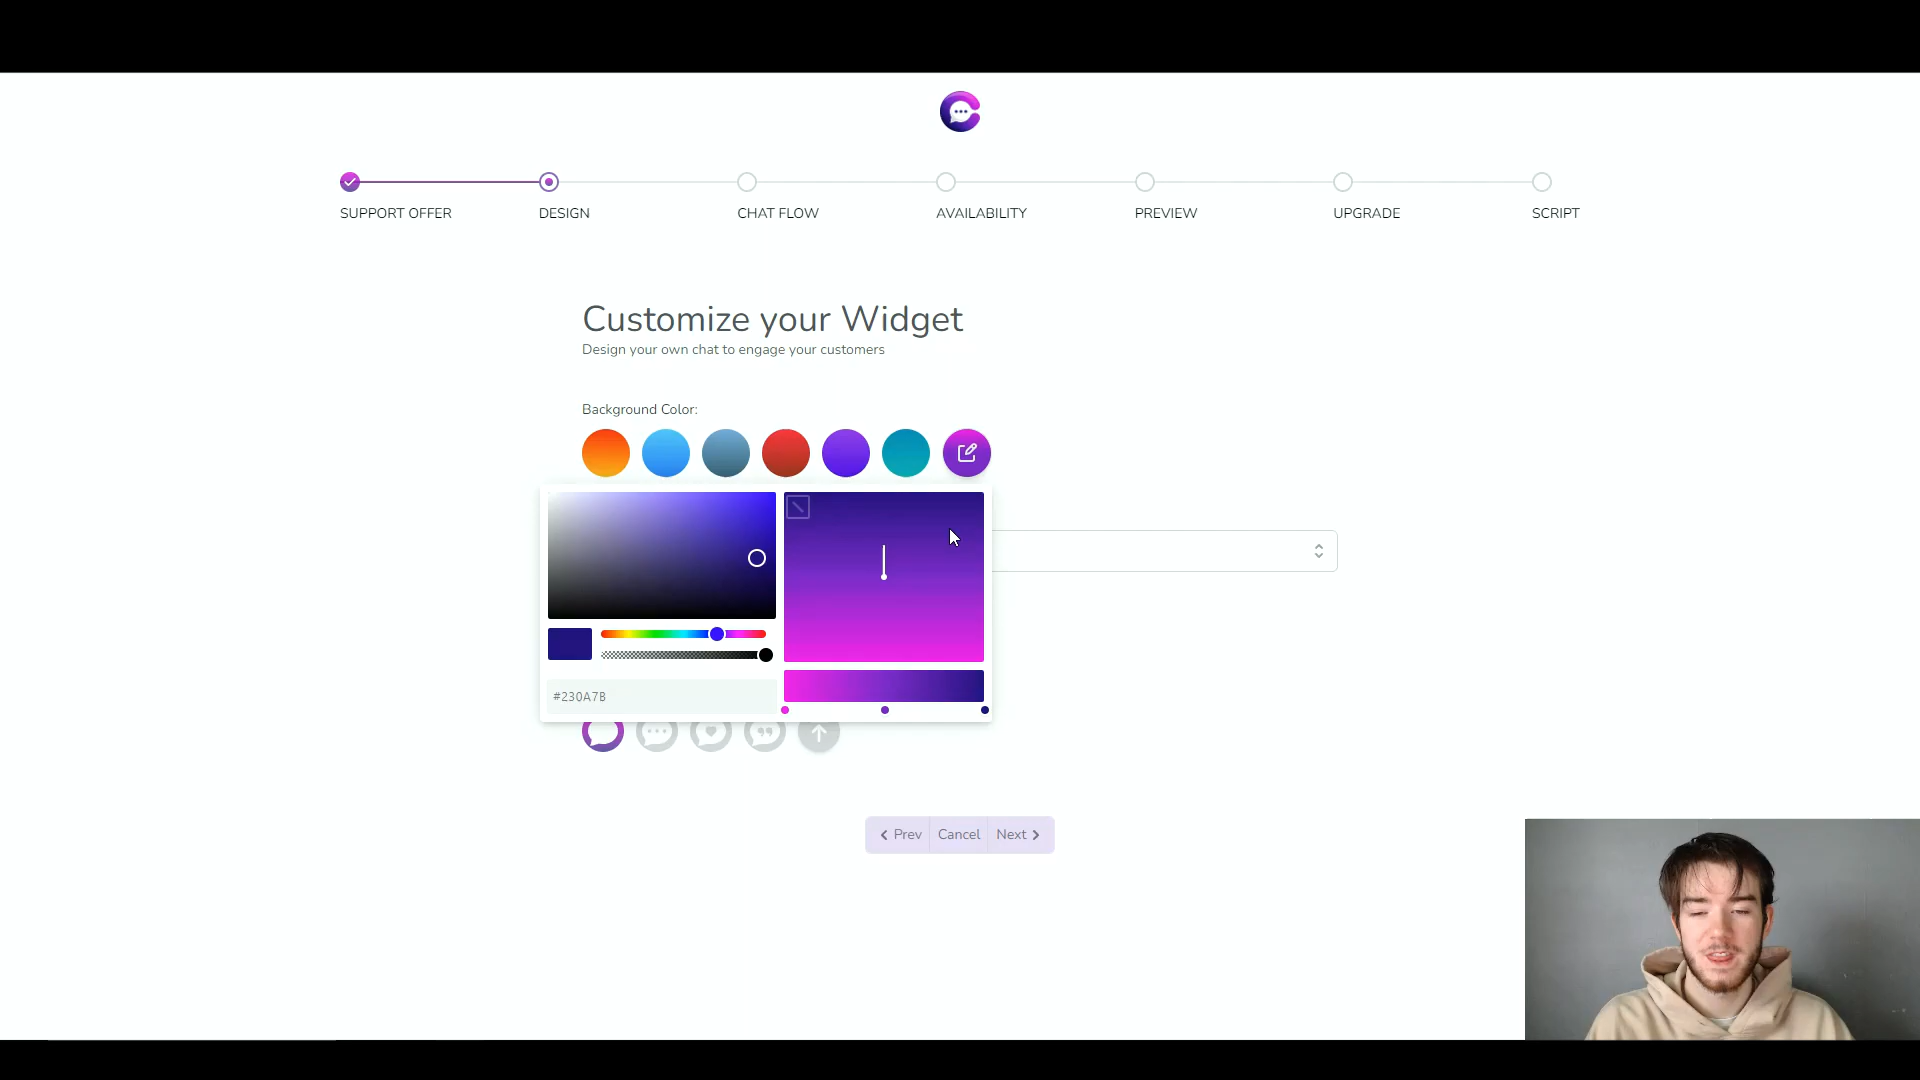 SUPPORT OFFER
DESIGN
CHAT FLOW
AVAILABILITY
PREVIEW
UPGRADE
SCRIPT
Customize your Widget
Design your own chat to engage your customers
Background Color:
#230A7B
Prev
Cancel
Next